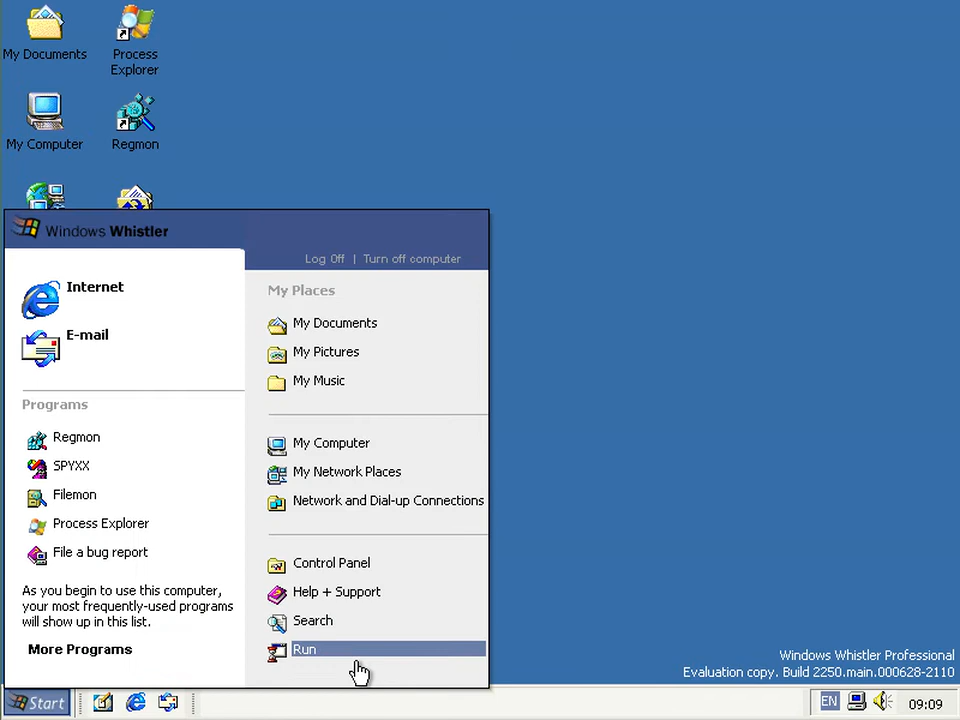 My Documents
Process
Explorer
My Computer
Regmon
Windows Whistler
Log Off | Turn off computer
Internet
E-mail
Programs
Regmon
SPYXX
Filemon
Process Explorer
File a bug report
As you begin to use this computer,
your most frequently-used programs
will show up in this list.
More Programs
My Places
My Documents
My Pictures
My Music
My Computer
My Network Places
Network and Dial-up Connections
Control Panel
Help + Support
Search
Run
Windows Whistler Professional
Evaluation copy. Build 2250.main.000628-2110
Start
EN
09:09